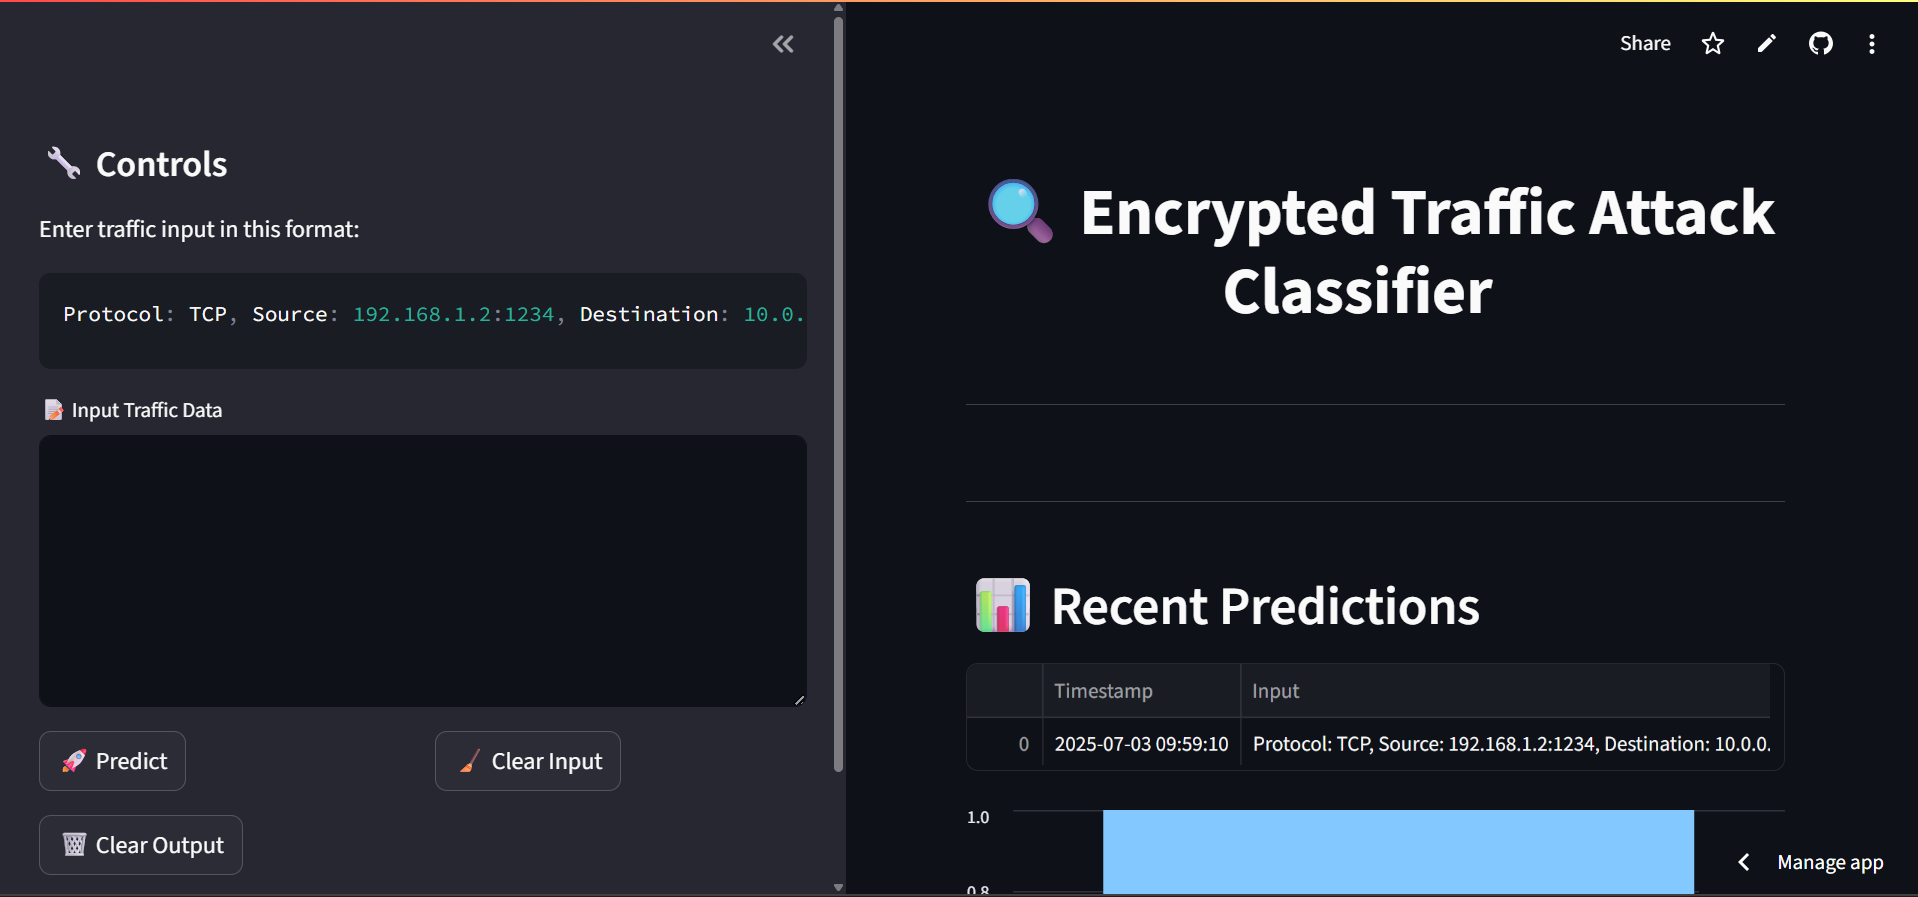 Controls
Enter traffic input in this format:
Protocol: TCP, Source: 192.168.1.2:1234, Destination: 10.0.
Input Traffic Data
Predict
Clear Input
Clear Output
Share
Encrypted Traffic Attack
Classifier
Recent Predictions
Timestamp Input
0 2025-07-03 09:59:10 Protocol: TCP, Source: 192.168.1.2:1234, Destination: 10.0.0.
1.0
0.8
Manage app